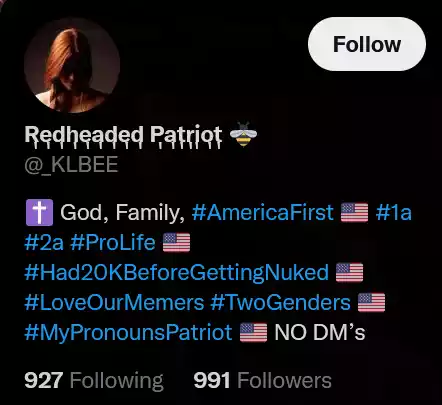 Follow
Redheaded Patriot 🐝
@_KLBEE
✝️ God, Family, #AmericaFirst 🇺🇸 #1a
#2a #ProLife 🇺🇸
#Had20KBeforeGettingNuked 🇺🇸
#LoveOurMemers #TwoGenders 🇺🇸
#MyPronounsPatriot 🇺🇸 NO DM’s
927 Following 991 Followers